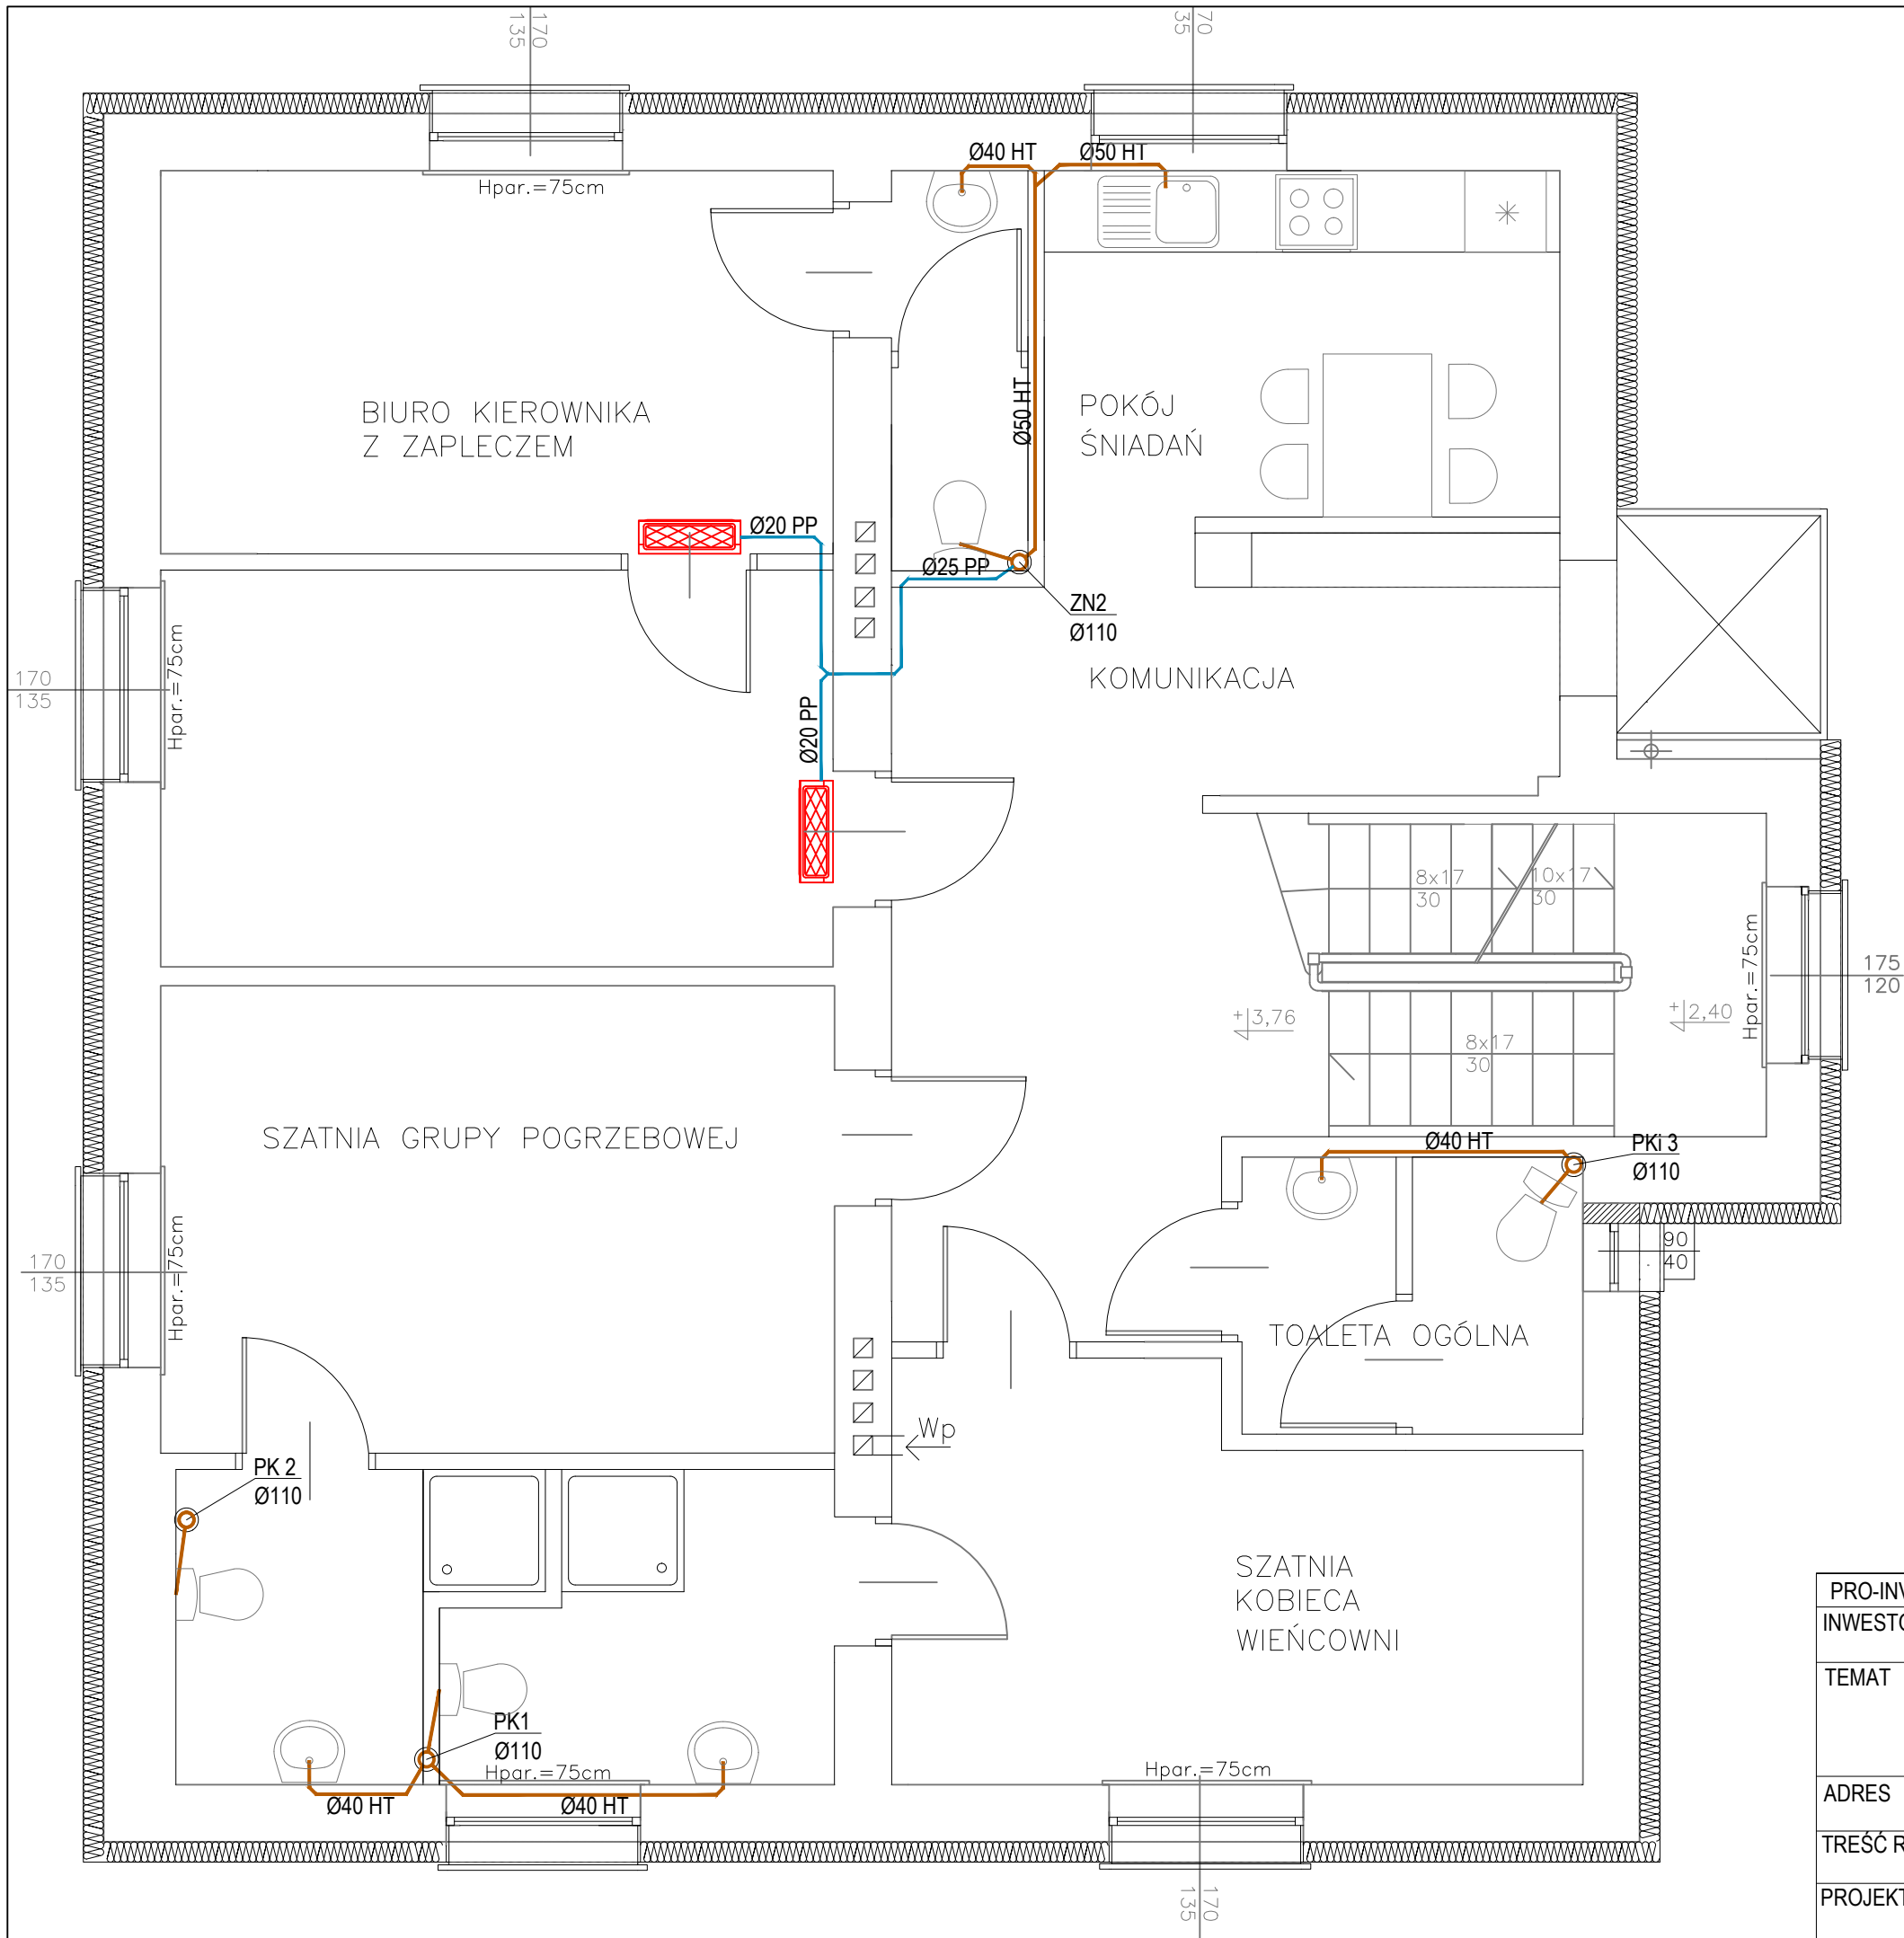 170
135
70
35
Ø40 HT
Ø50 HT
Hpar.=75cm
BIURO KIEROWNIKA
Z ZAPLECZEM
Ø50 HT
POKÓJ
ŚNIADAŃ
Ø20 PP
Ø25 PP
ZN2
Ø110
KOMUNIKACJA
170
135
Hpar.=75cm
Ø20 PP
8x17
30
10x17
30
Hpar.=75cm
175
120
+3,76
+2,40
8x17
30
SZATNIA GRUPY POGRZEBOWEJ
Ø40 HT
PKi 3
Ø110
170
135
Hpar.=75cm
90
40
TOALETA OGÓLNA
Wp
PK 2
Ø110
SZATNIA
KOBIECA
WIEŃCOWNI
PK1
Ø110
Hpar.=75cm
Hpar.=75cm
Ø40 HT
Ø40 HT
170
135
PRO-INV
INWESTO
TEMAT
ADRES
TREŚĆ R
PROJEKT